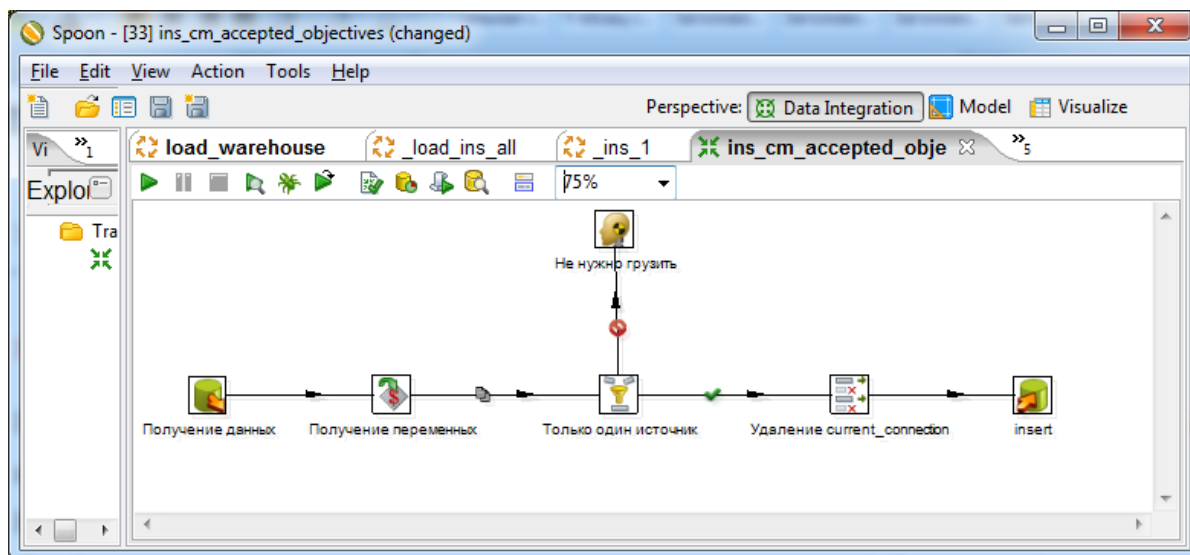 Spoon - [33] ins_cm_accepted_objectives (changed)
File Edit View Action Tools Help
Perspective: Data Integration Model Visualize
Vi »1 load_warehouse _load_ins_all _ins_1 ins_cm_accepted_obje »5
Explor 75%
Tra
Не нужно грузить
Получение данных Получение переменных Только один источник Удаление current_connection insert